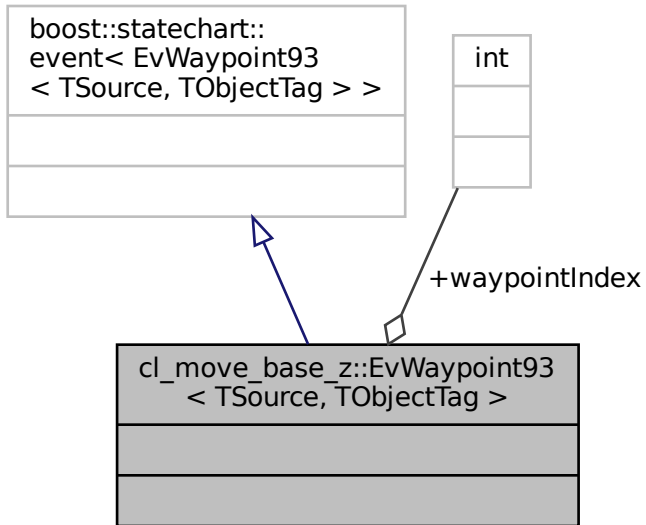 boost::statechart::
event< EvWaypoint93
< TSource, TObjectTag > >
int
+waypointIndex
cl_move_base_z::EvWaypoint93
< TSource, TObjectTag >